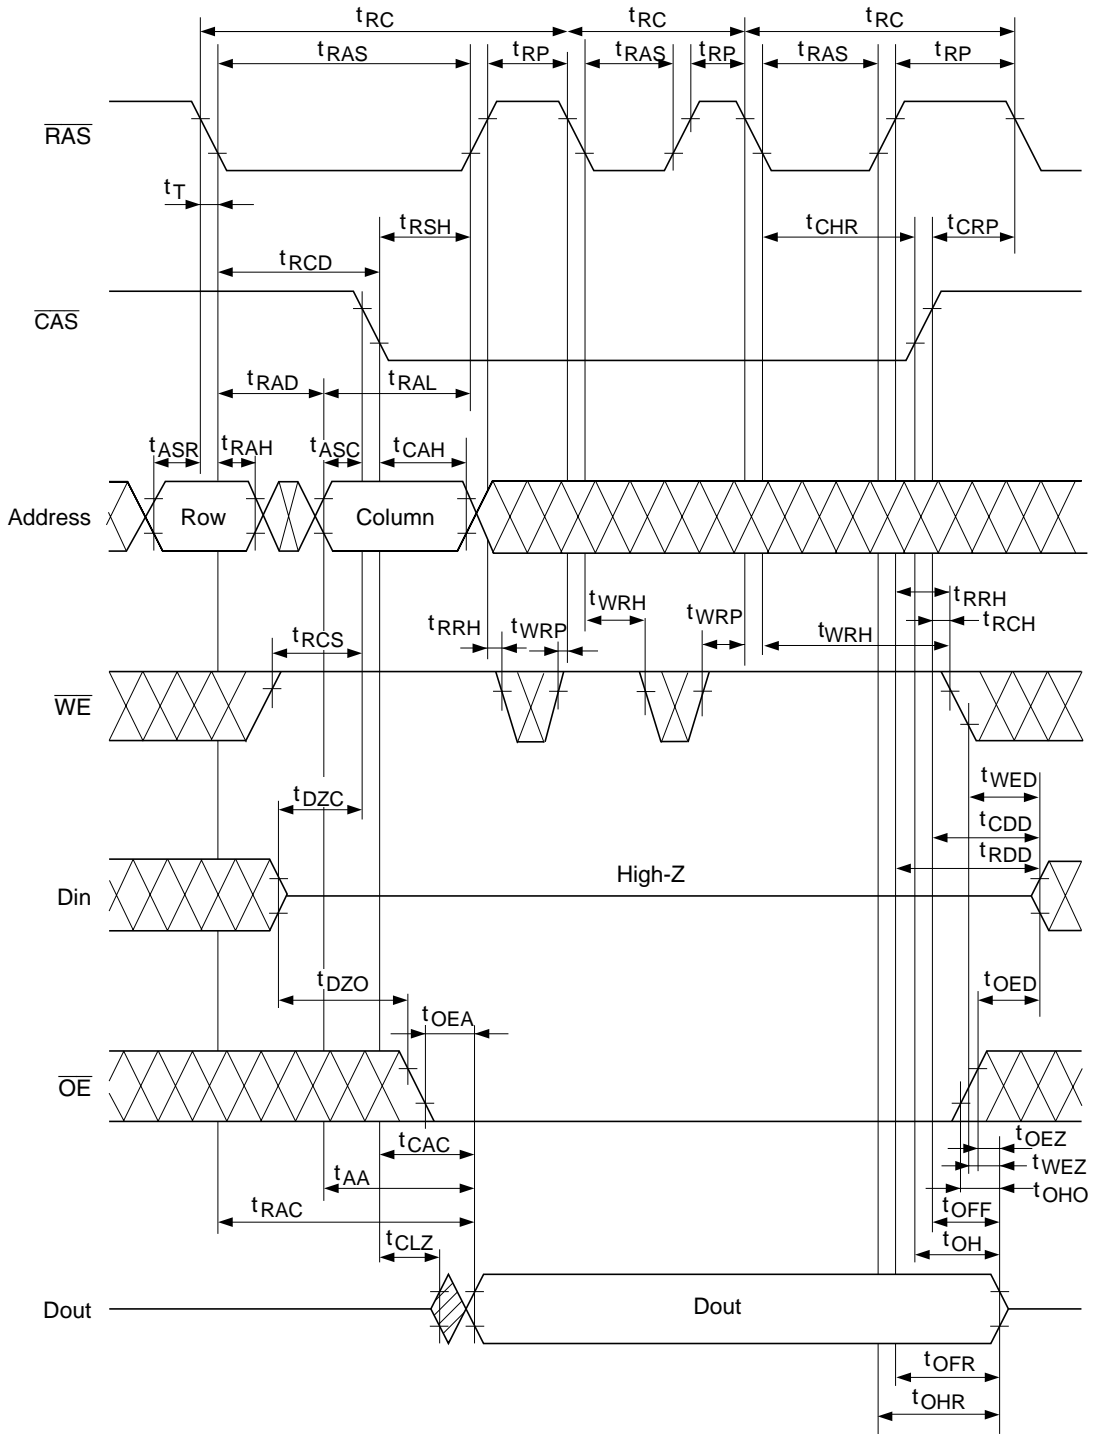 tRC tRC tRC
tRAS tRP tRAS tRP tRAS tRP
RAS
tT
tRSH tCHR tCRP
tRCD
CAS
tRAD tRAL
tASR tRAH tASC tCAH
Address Row Column
tRRH
tWRH tWRP tRCH
tRCS tRRH tWRP tWRH
WE
tWED
tDZC
tCDD
tRDD
High-Z
Din
tDZO tOED
tOEA
OE
tCAC tOEZ
tAA tWEZ
tOHO
tRAC tOFF
tCLZ tOH
Dout Dout
tOFR
tOHR